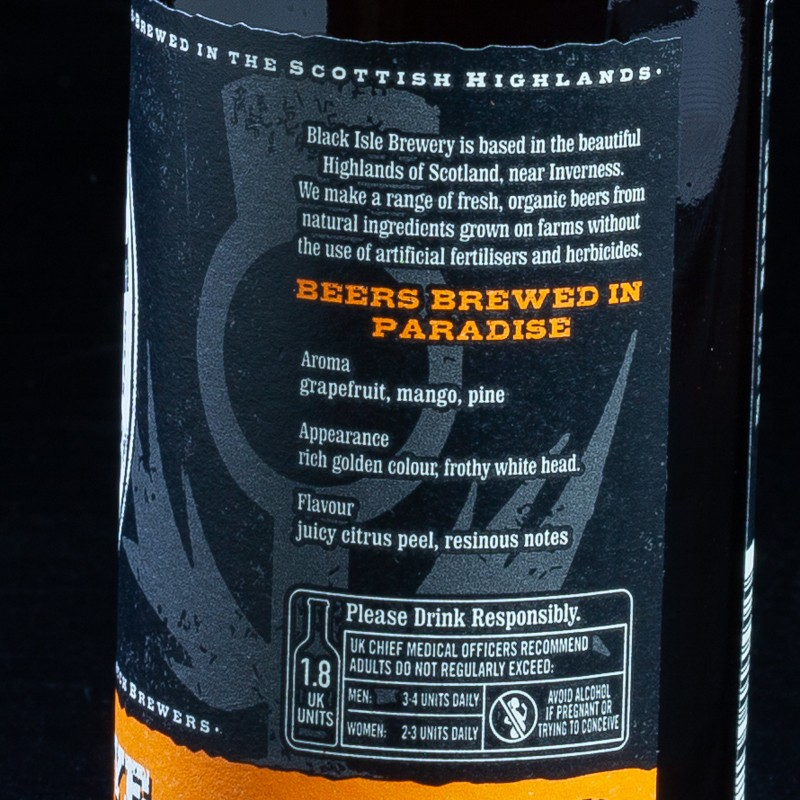 BREWED IN THE SCOTTISH HIGHLANDS.
Black Isle Brewery is based in the beautiful
Highlands of Scotland, near Inverness.
We make a range of fresh, organic beers from
natural ingredients grown on farms without
the use of artificial fertilisers and herbicides.
BEERS BREWED IN
PARADISE
Aroma
grapefruit, mango, pine
Appearance
rich golden colour, frothy white head.
Flavour
juicy citrus peel, resinous notes
Please Drink Responsibly.
UK CHIEF MEDICAL OFFICERS RECOMMEND
ADULTS DO NOT REGULARLY EXCEED:
1.8
UK
UNITS
MEN: 3-4 UNITS DAILY
WOMEN: 2-3 UNITS DAILY
AVOID ALCOHOL
IF PREGNANT OR
TRYING TO CONCEIVE
BREWERS.